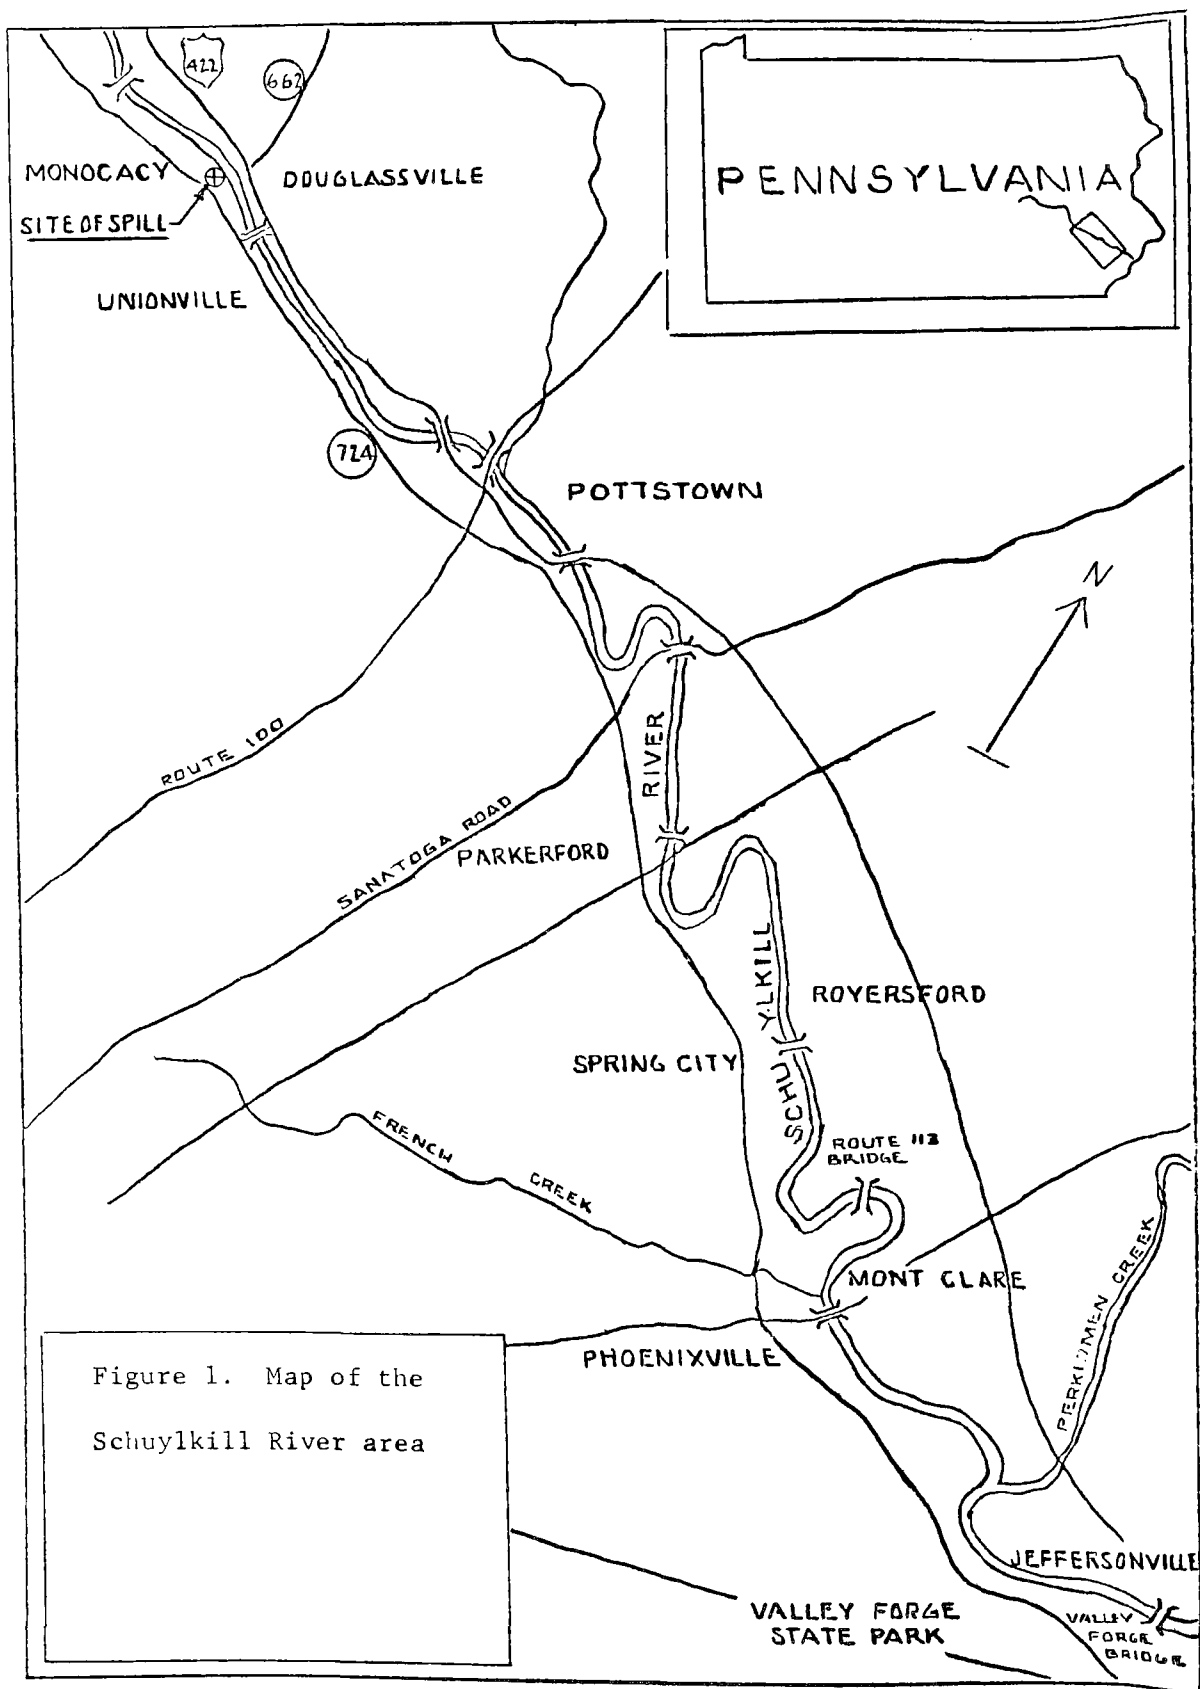 422
662
PENNSYLVANIA
MONOCACY
DOUGLASSVILLE
SITE OF SPILL
UNIONVILLE
724
POTTSTOWN
N
ROUTE 100
RIVER
SANATOGA ROAD
PARKERFORD
SCHUYLKILL
ROYERSFORD
SPRING CITY
FRENCH CREEK
ROUTE 113
BRIDGE
PERKIOMEN CREEK
MONT CLARE
PHOENIXVILLE
Figure 1. Map of the
Schuylkill River area
JEFFERSONVILLE
VALLEY FORGE
STATE PARK
VALLEY
FORGE
BRIDGE